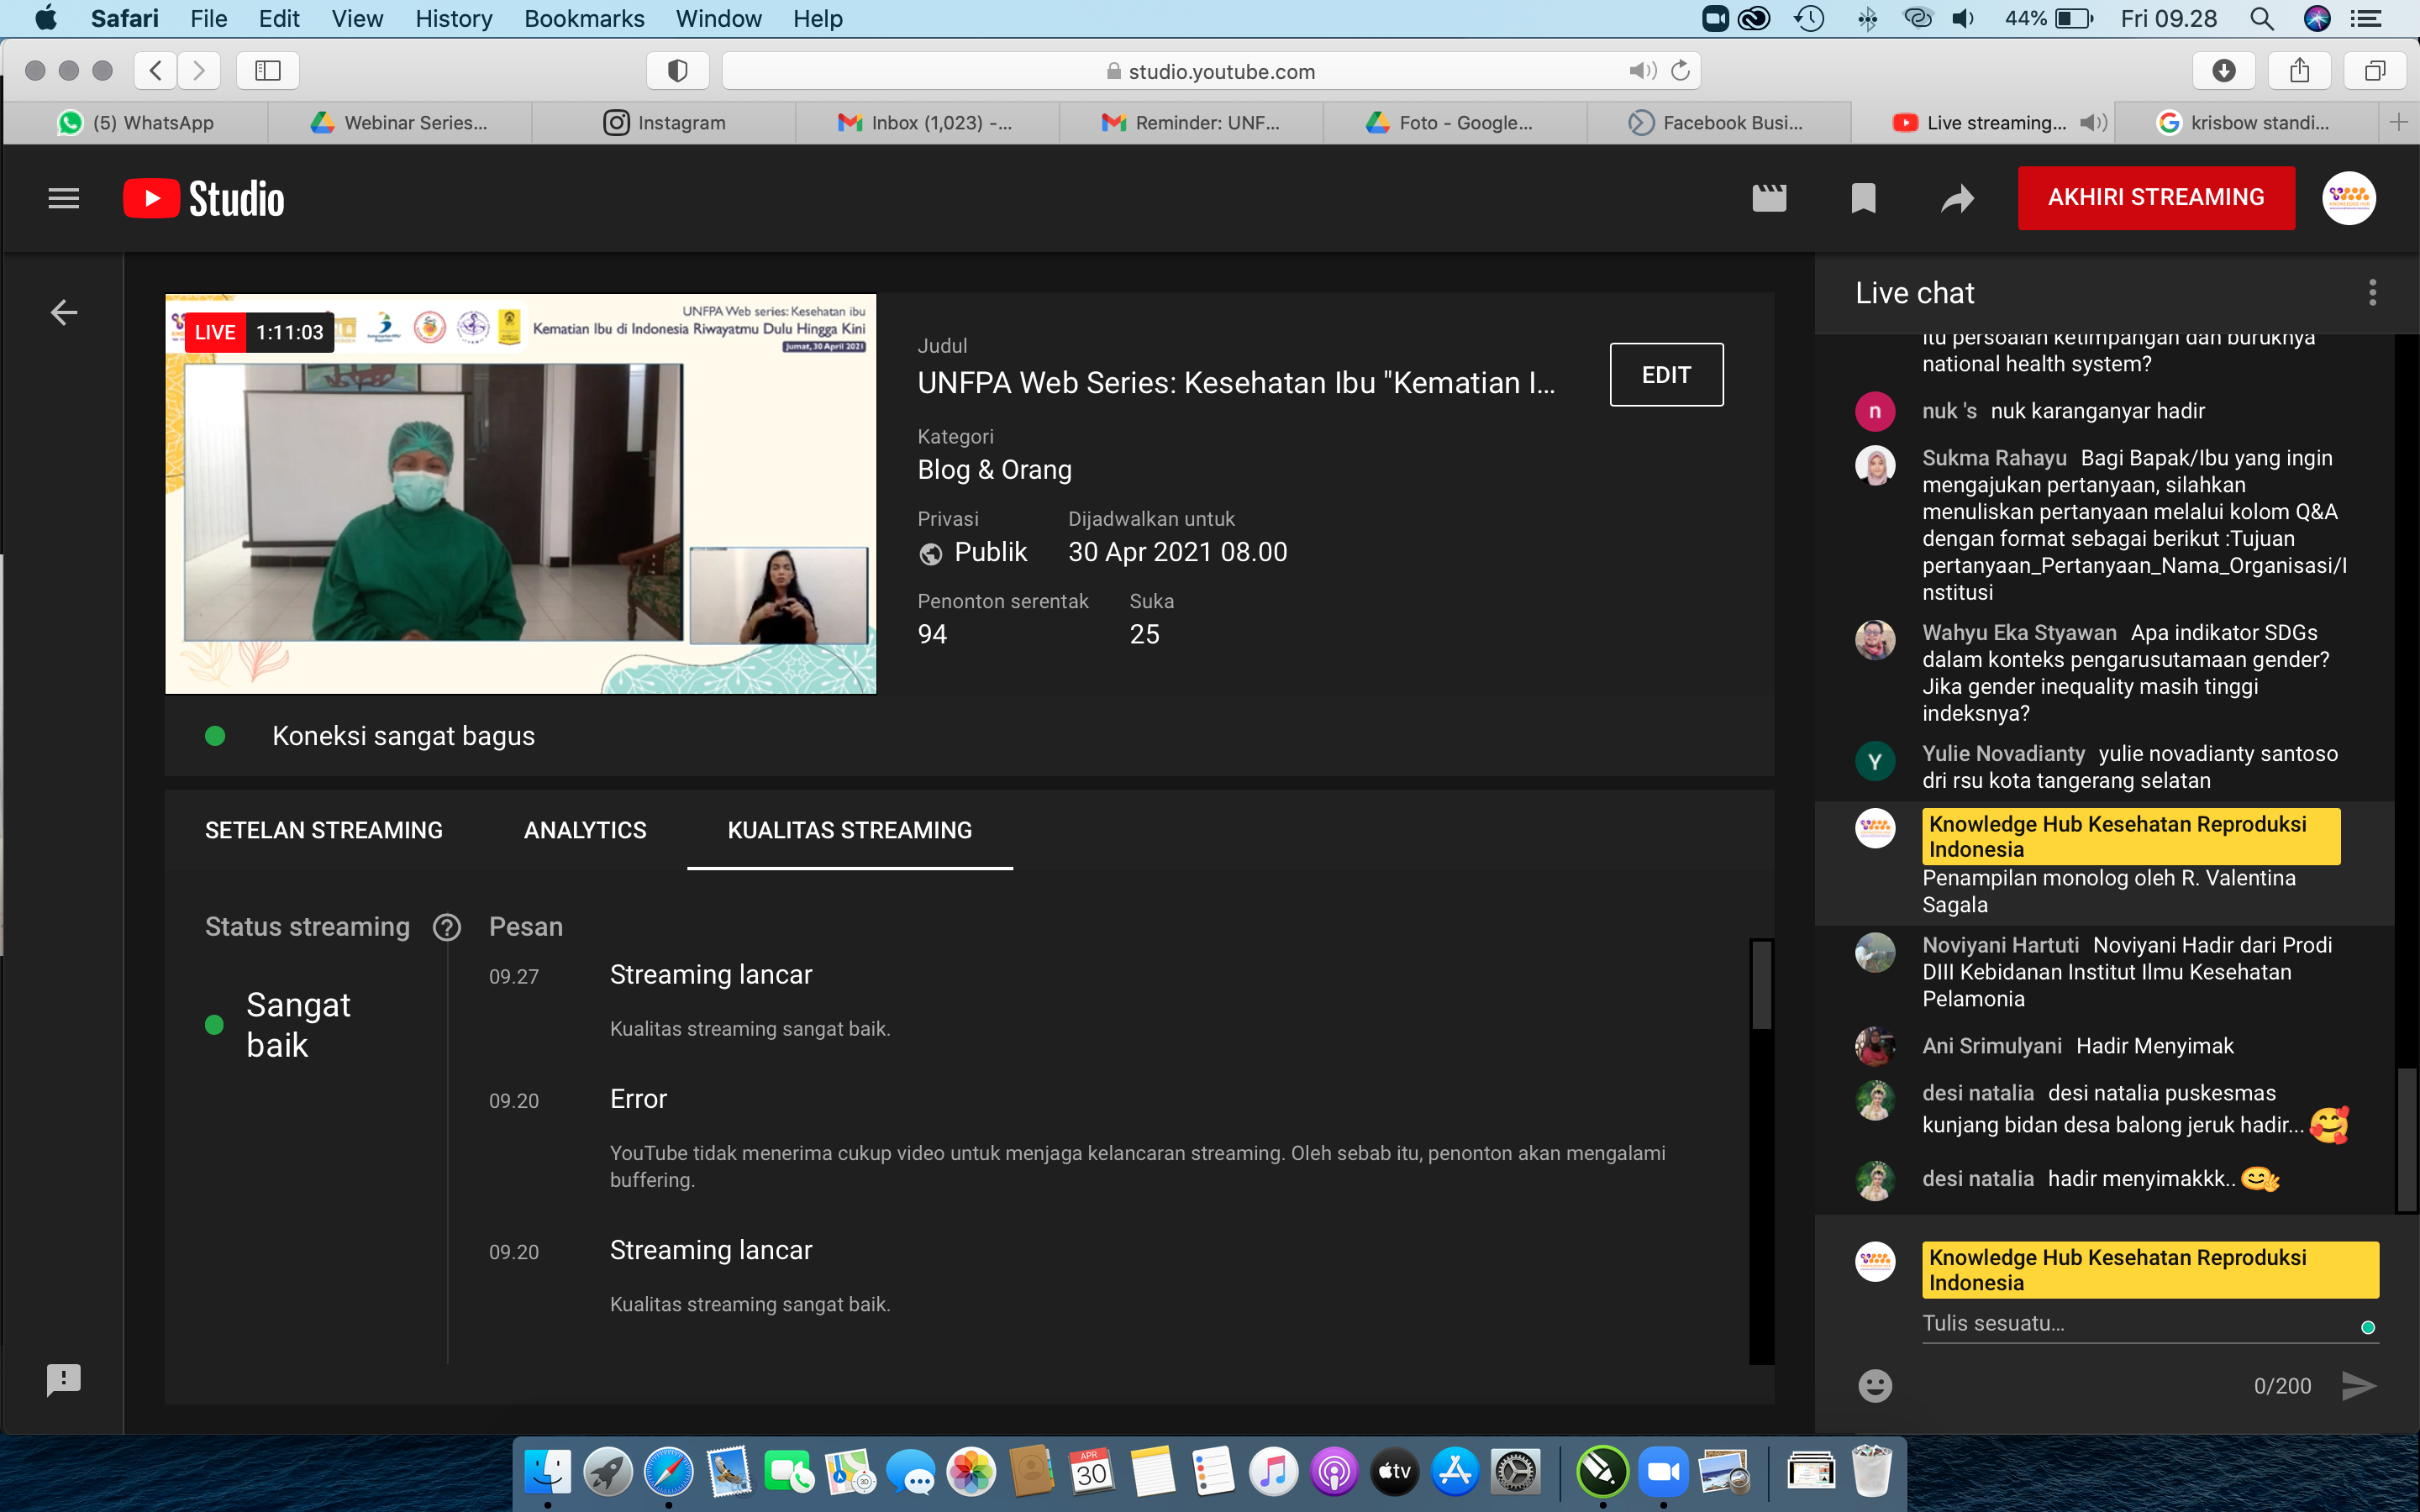 Safari File Edit View History Bookmarks Window Help
44% Fri 09.28
studio.youtube.com
(5) WhatsApp
Webinar Series...
Instagram
Inbox (1,023) -...
Reminder: UNF...
Foto - Google...
Facebook Busi...
Live streaming...
krisbow standi...
Studio
AKHIRI STREAMING
LIVE 1:11:03
UNFPA Web series: Kesehatan ibu
Kematian Ibu di Indonesia Riwayatmu Dulu Hingga Kini
Jumat, 30 April 2021
Judul
UNFPA Web Series: Kesehatan Ibu "Kematian I...
EDIT
Kategori
Blog & Orang
Privasi Dijadwalkan untuk
Publik 30 Apr 2021 08.00
Penonton serentak Suka
94 25
Koneksi sangat bagus
SETELAN STREAMING ANALYTICS KUALITAS STREAMING
Status streaming
Sangat
baik
Pesan
09.27 Streaming lancar
Kualitas streaming sangat baik.
09.20 Error
YouTube tidak menerima cukup video untuk menjaga kelancaran streaming. Oleh sebab itu, penonton akan mengalami
buffering.
09.20 Streaming lancar
Kualitas streaming sangat baik.
Live chat
itu persoalan ketimpangan dan buruknya
national health system?
n
nuk 's nuk karanganyar hadir
Sukma Rahayu Bagi Bapak/Ibu yang ingin
mengajukan pertanyaan, silahkan
menuliskan pertanyaan melalui kolom Q&A
dengan format sebagai berikut :Tujuan
pertanyaan_Pertanyaan_Nama_Organisasi/I
nstitusi
Wahyu Eka Styawan Apa indikator SDGs
dalam konteks pengarusutamaan gender?
Jika gender inequality masih tinggi
indeksnya?
Y
Yulie Novadianty yulie novadianty santoso
dri rsu kota tangerang selatan
Knowledge Hub Kesehatan Reproduksi
Indonesia
Penampilan monolog oleh R. Valentina
Sagala
Noviyani Hartuti Noviyani Hadir dari Prodi
DIII Kebidanan Institut Ilmu Kesehatan
Pelamonia
Ani Srimulyani Hadir Menyimak
desi natalia desi natalia puskesmas
kunjang bidan desa balong jeruk hadir...
desi natalia hadir menyimakkk..
Knowledge Hub Kesehatan Reproduksi
Indonesia
Tulis sesuatu...
0/200
APR
30
tv